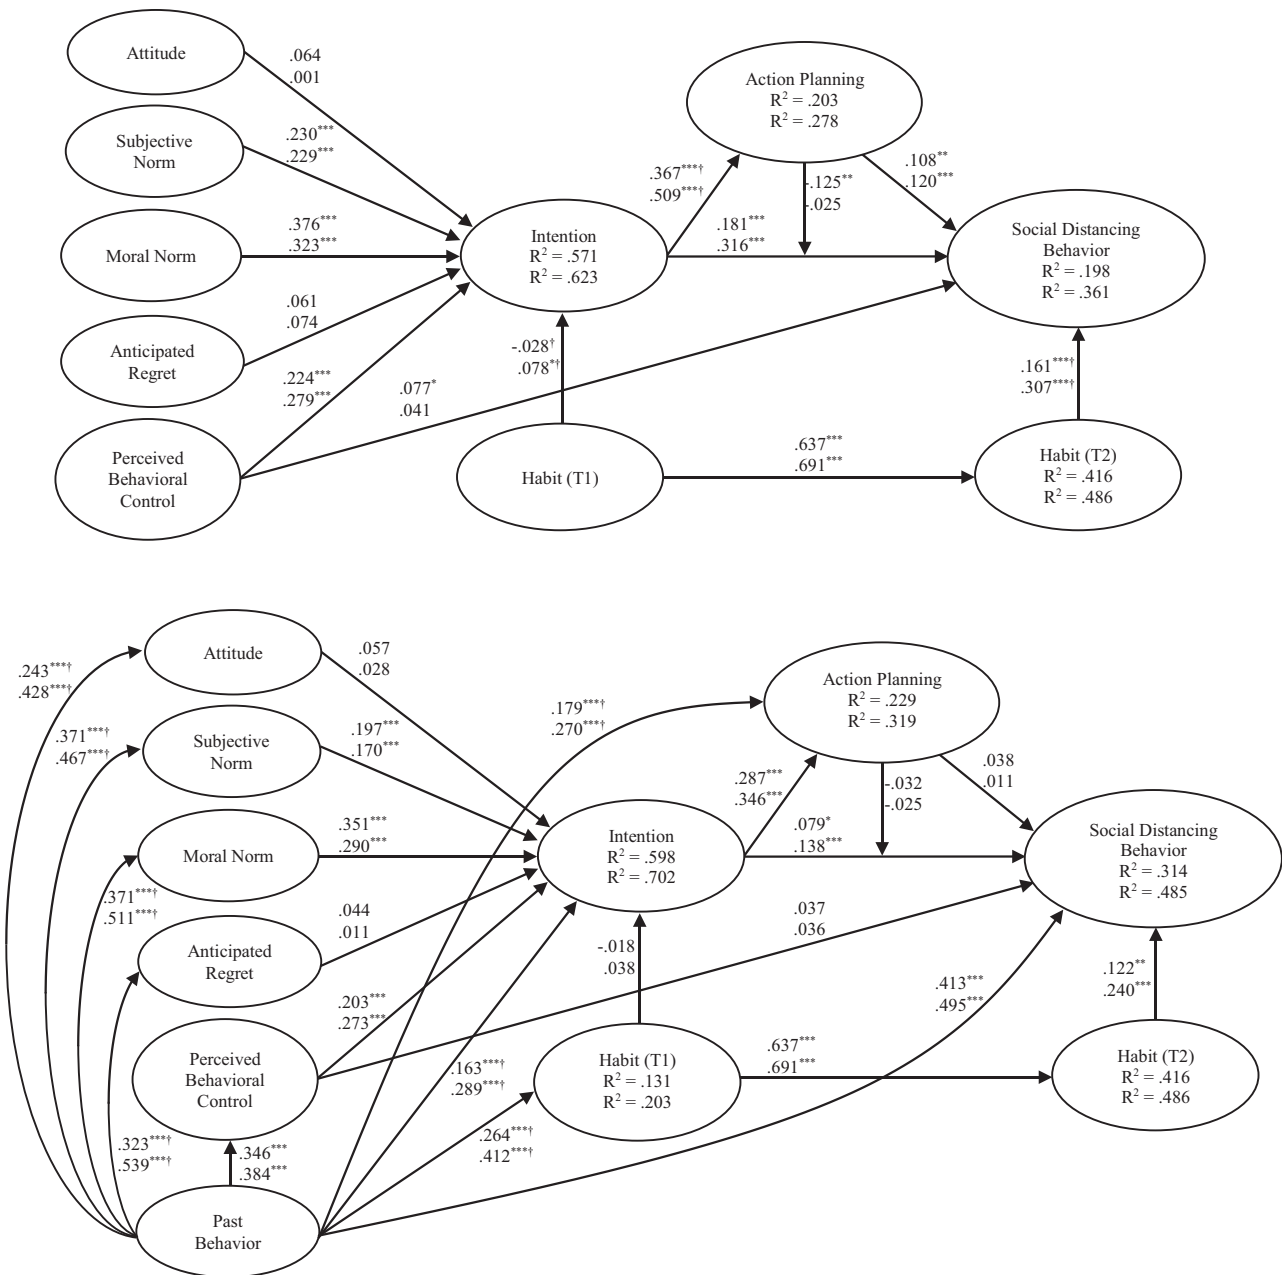 Attitude
.064
.001
Subjective
Norm
.230***
.229***
Moral Norm
.376***
.323***
Anticipated
Regret
.061
.074
Perceived
Behavioral
Control
.224***
.279***
.077*
.041
Intention
R² = .571
R² = .623
-.028†
.078*†
Habit (T1)
Action Planning
R² = .203
R² = .278
.367***†
.509***†
-.125**
-.025
.108**
.120***
.181***
.316***
Social Distancing
Behavior
R² = .198
R² = .361
.161***†
.307***†
.637***
.691***
Habit (T2)
R² = .416
R² = .486
Attitude
.057
.028
.243***†
.428***†
Subjective
Norm
.197***
.170***
.371***†
.467***†
Moral Norm
.351***
.290***
.371***†
.511***†
Anticipated
Regret
.044
.011
.323***†
.539***†
Perceived
Behavioral
Control
.203***
.273***
.037
.036
.346***
.384***
Past
Behavior
.179***†
.270***†
.163***†
.289***†
.264***†
.412***†
.413***
.495***
Intention
R² = .598
R² = .702
-.018
.038
Habit (T1)
R² = .131
R² = .203
Action Planning
R² = .229
R² = .319
.287***
.346***
-.032
-.025
.038
.011
.079*
.138***
Social Distancing
Behavior
R² = .314
R² = .485
.122**
.240***
.637***
.691***
Habit (T2)
R² = .416
R² = .486